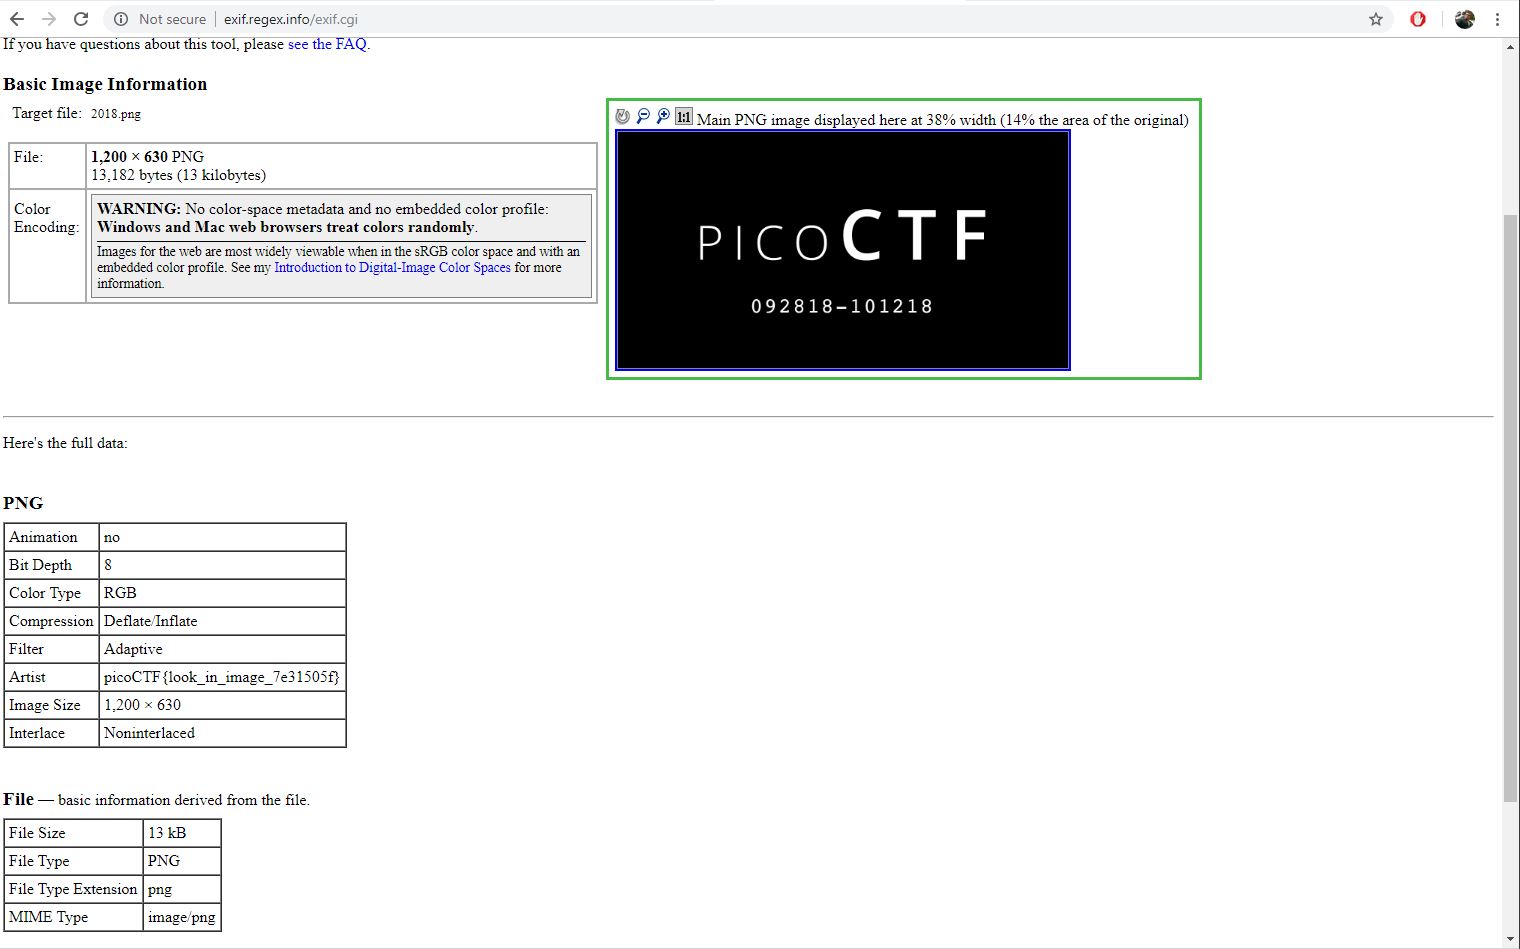 Not secure | exif.regex.info/exif.cgi
If you have questions about this tool, please see the FAQ.
Basic Image Information
Target file: 2018.png
File: 1,200 × 630 PNG
13,182 bytes (13 kilobytes)
Color Encoding: WARNING: No color-space metadata and no embedded color profile:
Windows and Mac web browsers treat colors randomly.
Images for the web are most widely viewable when in the sRGB color space and with an
embedded color profile. See my Introduction to Digital-Image Color Spaces for more
information.
1:1 Main PNG image displayed here at 38% width (14% the area of the original)
PICOCTF
092818-101218
Here's the full data:
PNG
Animation no
Bit Depth 8
Color Type RGB
Compression Deflate/Inflate
Filter Adaptive
Artist picoCTF{look_in_image_7e31505f}
Image Size 1,200 × 630
Interlace Noninterlaced
File — basic information derived from the file.
File Size 13 kB
File Type PNG
File Type Extension png
MIME Type image/png